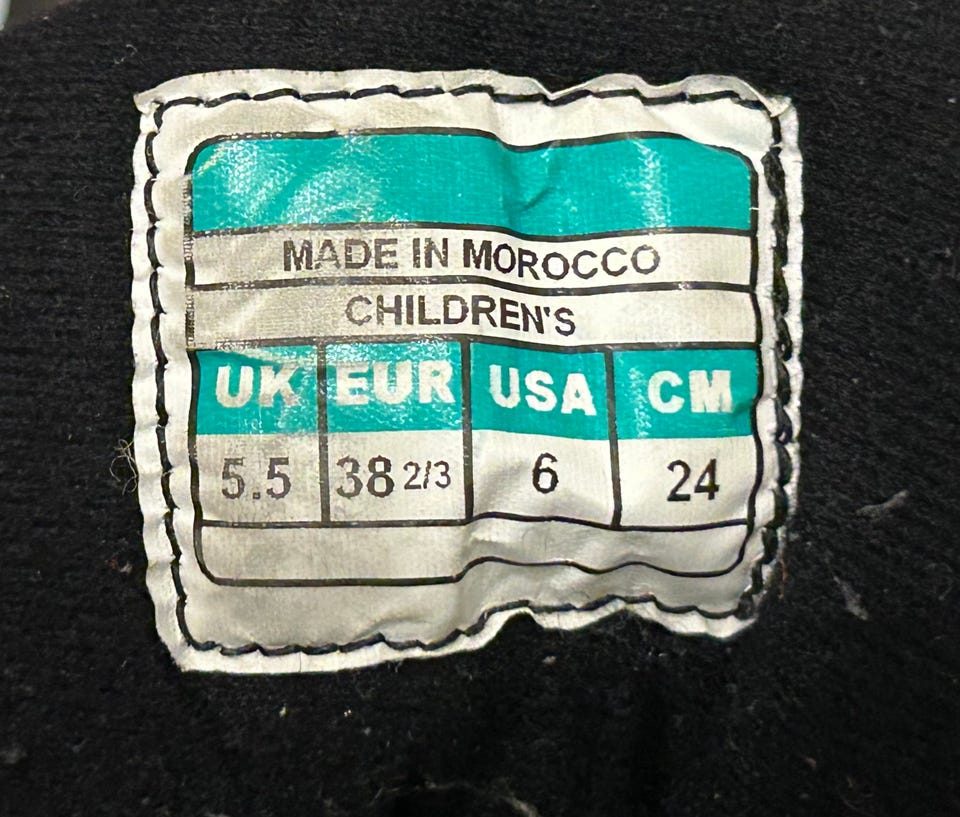 MADE IN MOROCCO
CHILDREN'S
UK EUR USA CM
5.5 38 2/3 6 24